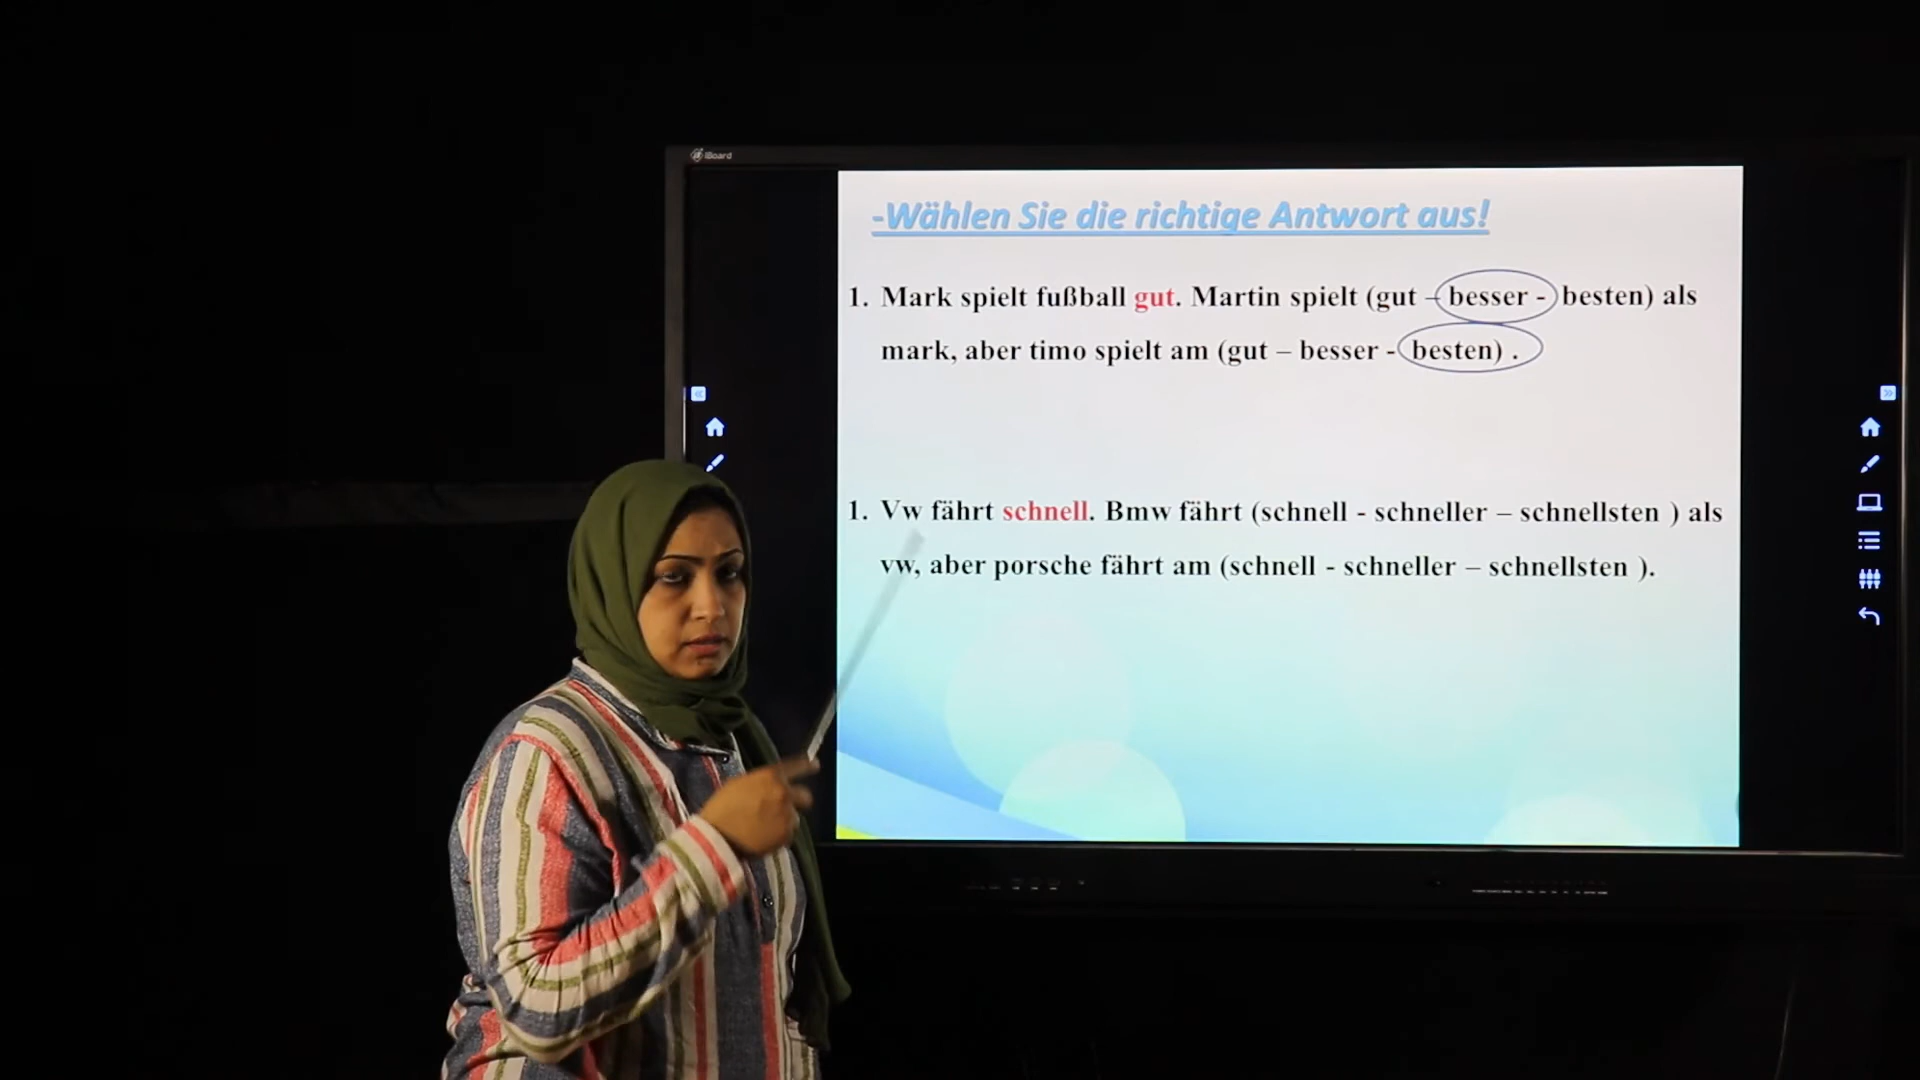 iBoard
-Wählen Sie die richtige Antwort aus!
1. Mark spielt fußball gut. Martin spielt (gut – besser - besten) als
mark, aber timo spielt am (gut – besser - besten) .
1. Vw fährt schnell. Bmw fährt (schnell - schneller – schnellsten ) als
vw, aber porsche fährt am (schnell - schneller – schnellsten ).